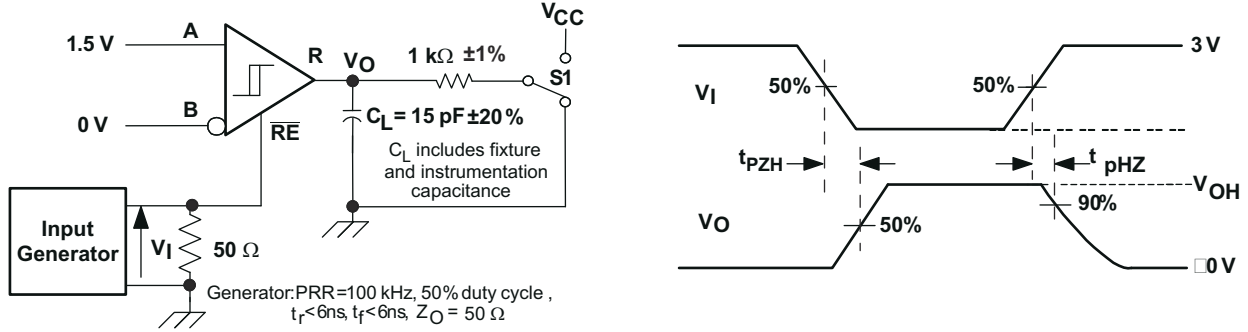 VCC
1.5 V
A
R
VO
1 kΩ ±1%
S1
B
0 V
RE
CL = 15 pF ±20%
CL includes fixture
and instrumentation
capacitance
Input
Generator
VI
50 Ω
Generator:PRR=100 kHz, 50% duty cycle ,
tr<6ns, tf<6ns, ZO = 50 Ω
3 V
VI
50%
50%
tPZH
t pHZ
VOH
90%
VO
50%
□0 V